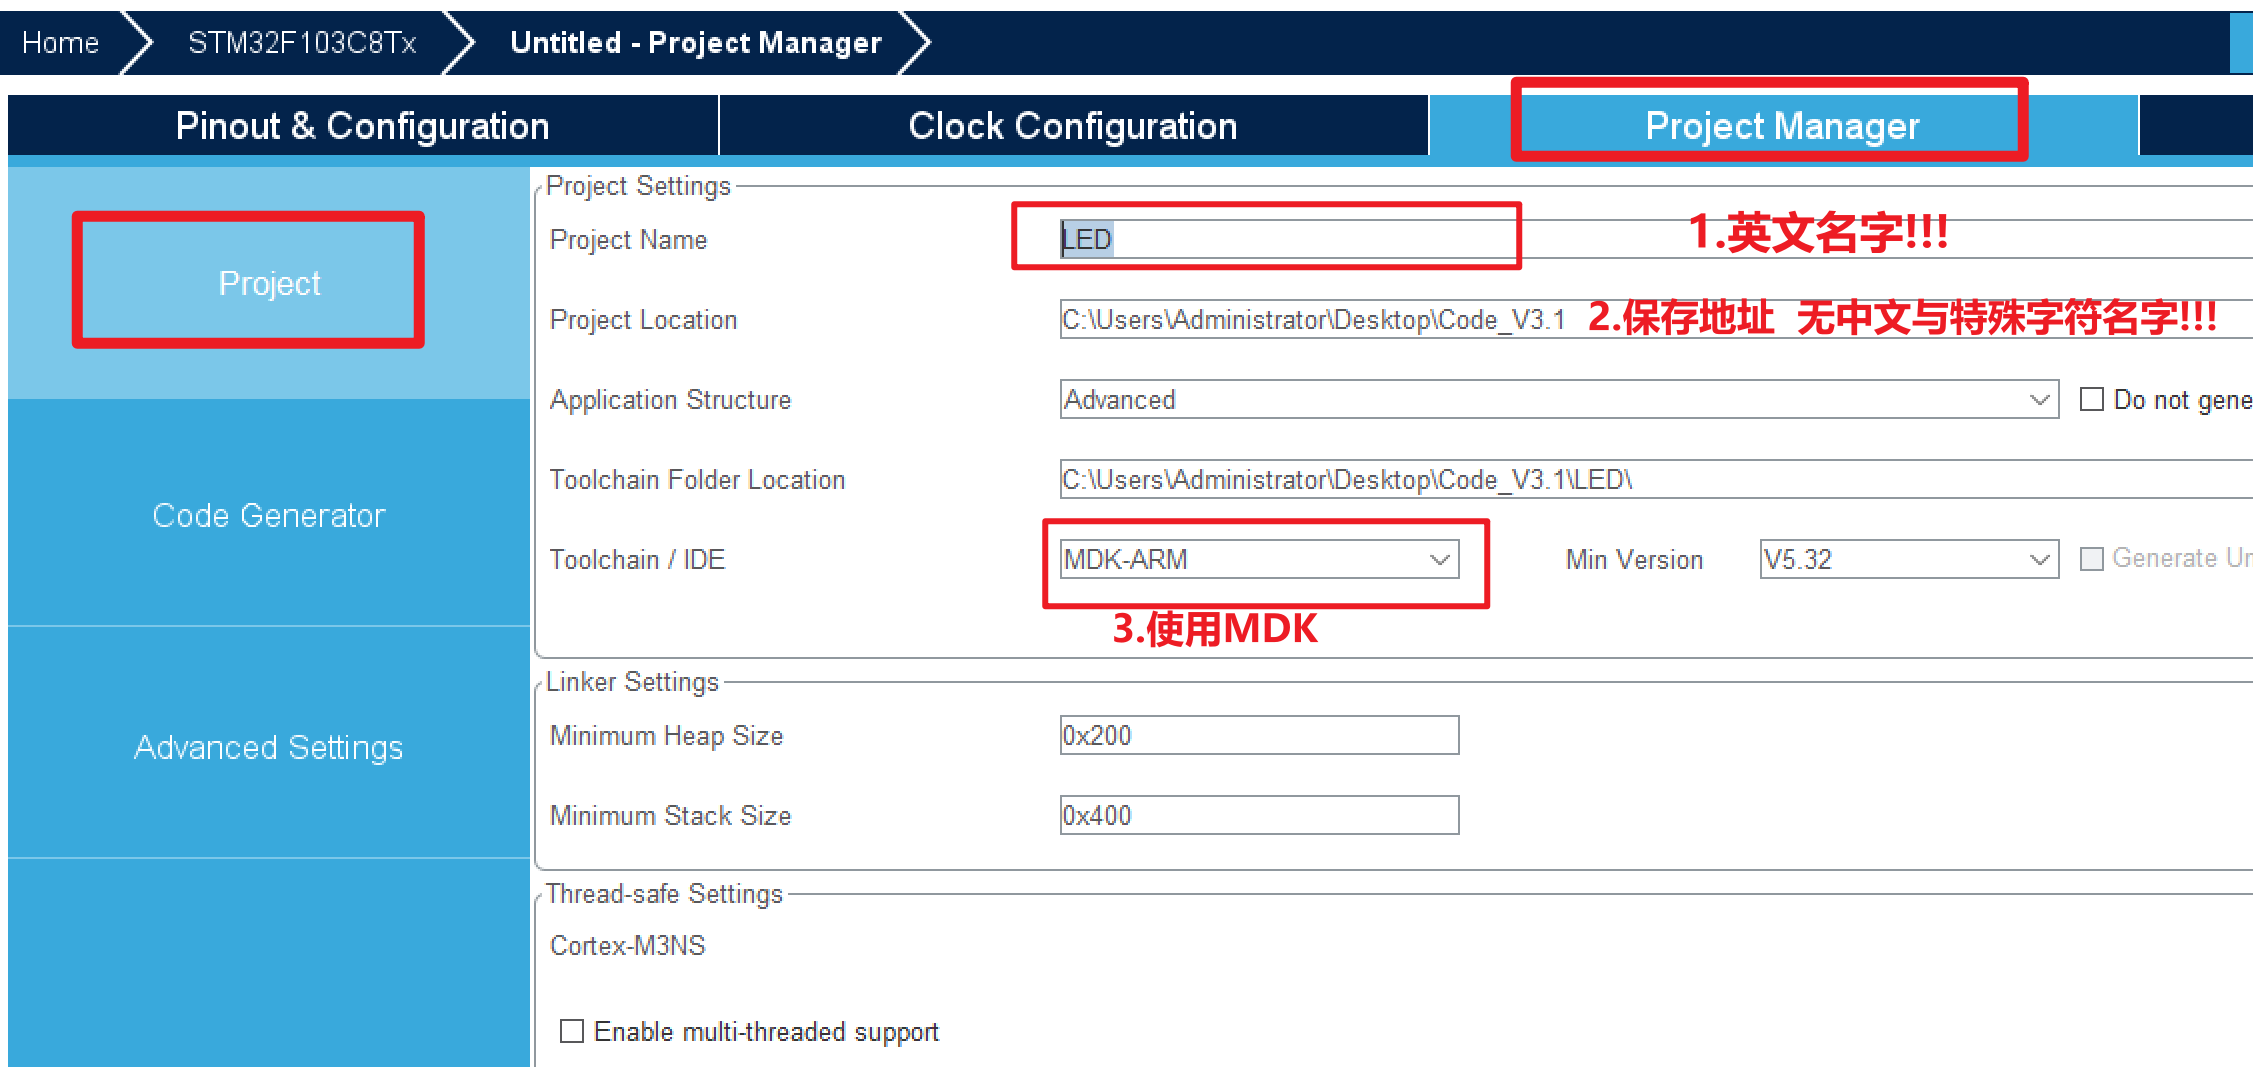 Home
STM32F103C8Tx
Untitled - Project Manager
Pinout & Configuration
Clock Configuration
Project Manager
Project
Code Generator
Advanced Settings
Project Settings
Project Name
LED
1.英文名字!!!
Project Location
C:\Users\Administrator\Desktop\Code_V3.1
2.保存地址 无中文与特殊字符名字!!!
Application Structure
Advanced
Do not gene
Toolchain Folder Location
C:\Users\Administrator\Desktop\Code_V3.1\LED\
Toolchain / IDE
MDK-ARM
Min Version
V5.32
Generate Un
3.使用MDK
Linker Settings
Minimum Heap Size
0x200
Minimum Stack Size
0x400
Thread-safe Settings
Cortex-M3NS
Enable multi-threaded support